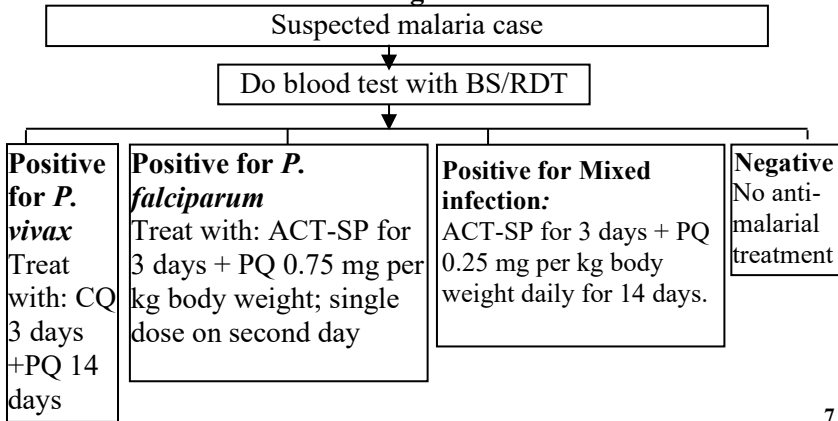 Suspected malaria case
Do blood test with BS/RDT
Positive
for P.
vivax
Treat
with: CQ
3 days
+PQ 14
days
Positive for P.
falciparum
Treat with: ACT-SP for
3 days + PQ 0.75 mg per
kg body weight; single
dose on second day
Positive for Mixed
infection:
ACT-SP for 3 days + PQ
0.25 mg per kg body
weight daily for 14 days.
Negative
No anti-
malarial
treatment
7